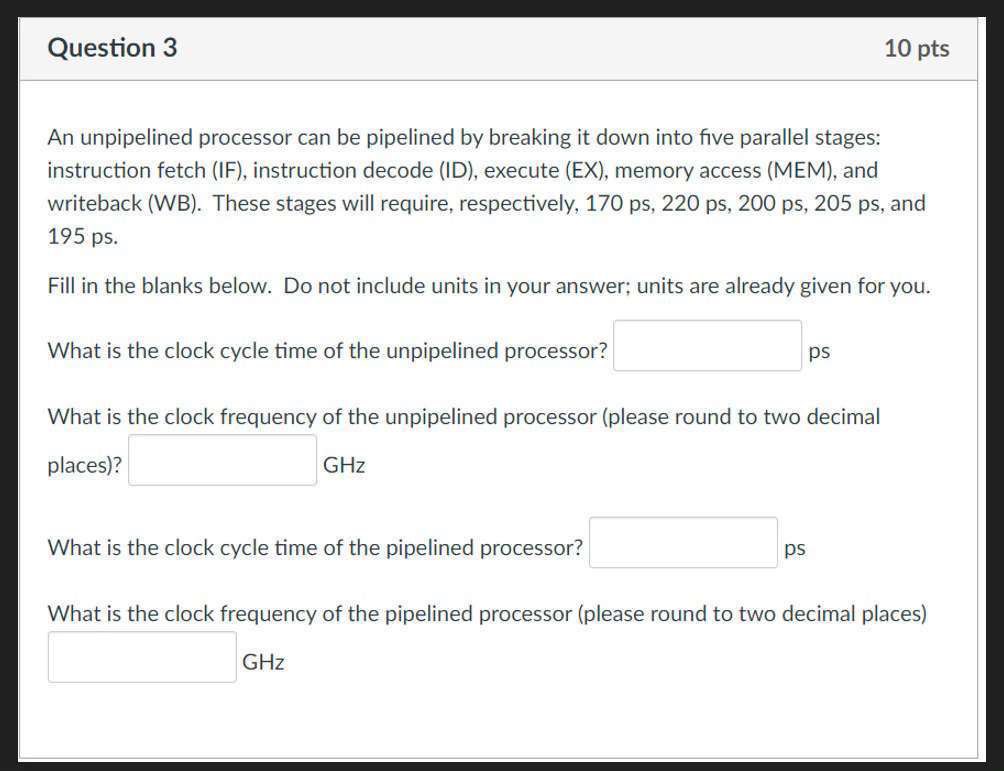 Question 3
10 pts
An unpipelined processor can be pipelined by breaking it down into five parallel stages:
instruction fetch (IF), instruction decode (ID), execute (EX), memory access (MEM), and
writeback (WB).  These stages will require, respectively, 170 ps, 220 ps, 200 ps, 205 ps, and
195 ps.
Fill in the blanks below.  Do not include units in your answer; units are already given for you.
What is the clock cycle time of the unpipelined processor? ps
What is the clock frequency of the unpipelined processor (please round to two decimal
places)? GHz
What is the clock cycle time of the pipelined processor? ps
What is the clock frequency of the pipelined processor (please round to two decimal places)
GHz